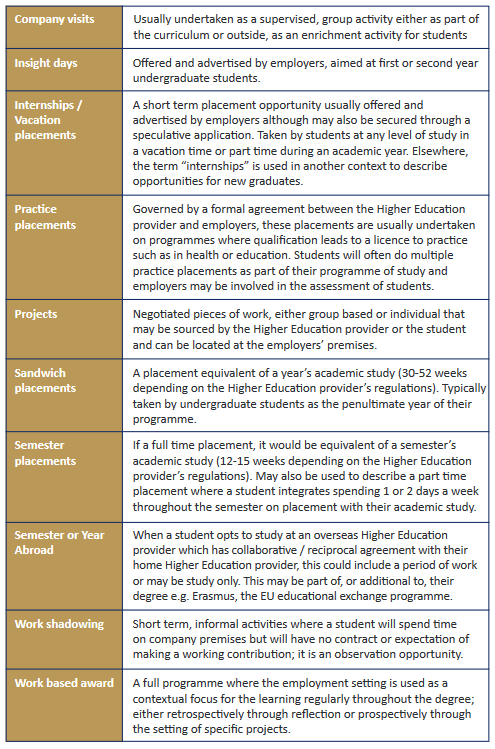 Company visits
Usually undertaken as a supervised, group activity either as part of
the curriculum or outside, as an enrichment activity for students
Insight days
Offered and advertised by employers, aimed at first or second year
undergraduate students.
Internships /
Vacation
placements
A short term placement opportunity usually offered and
advertised by employers although may also be secured through a
speculative application. Taken by students at any level of study in
a vacation time or part time during an academic year. Elsewhere,
the term “internships” is used in another context to describe
opportunities for new graduates.
Practice
placements
Governed by a formal agreement between the Higher Education
provider and employers, these placements are usually undertaken
on programmes where qualification leads to a licence to practice
such as in health or education. Students will often do multiple
practice placements as part of their programme of study and
employers may be involved in the assessment of students.
Projects
Negotiated pieces of work, either group based or individual that
may be sourced by the Higher Education provider or the student
and can be located at the employers’ premises.
Sandwich
placements
A placement equivalent of a year’s academic study (30-52 weeks
depending on the Higher Education provider’s regulations). Typically
taken by undergraduate students as the penultimate year of their
programme.
Semester
placements
If a full time placement, it would be equivalent of a semester’s
academic study (12-15 weeks depending on the Higher Education
provider’s regulations). May also be used to describe a part time
placement where a student integrates spending 1 or 2 days a week
throughout the semester on placement with their academic study.
Semester or Year
Abroad
When a student opts to study at an overseas Higher Education
provider which has collaborative / reciprocal agreement with their
home Higher Education provider, this could include a period of work
or may be study only. This may be part of, or additional to, their
degree e.g. Erasmus, the EU educational exchange programme.
Work shadowing
Short term, informal activities where a student will spend time
on company premises but will have no contract or expectation of
making a working contribution; it is an observation opportunity.
Work based award
A full programme where the employment setting is used as a
contextual focus for the learning regularly throughout the degree;
either retrospectively through reflection or prospectively through
the setting of specific projects.